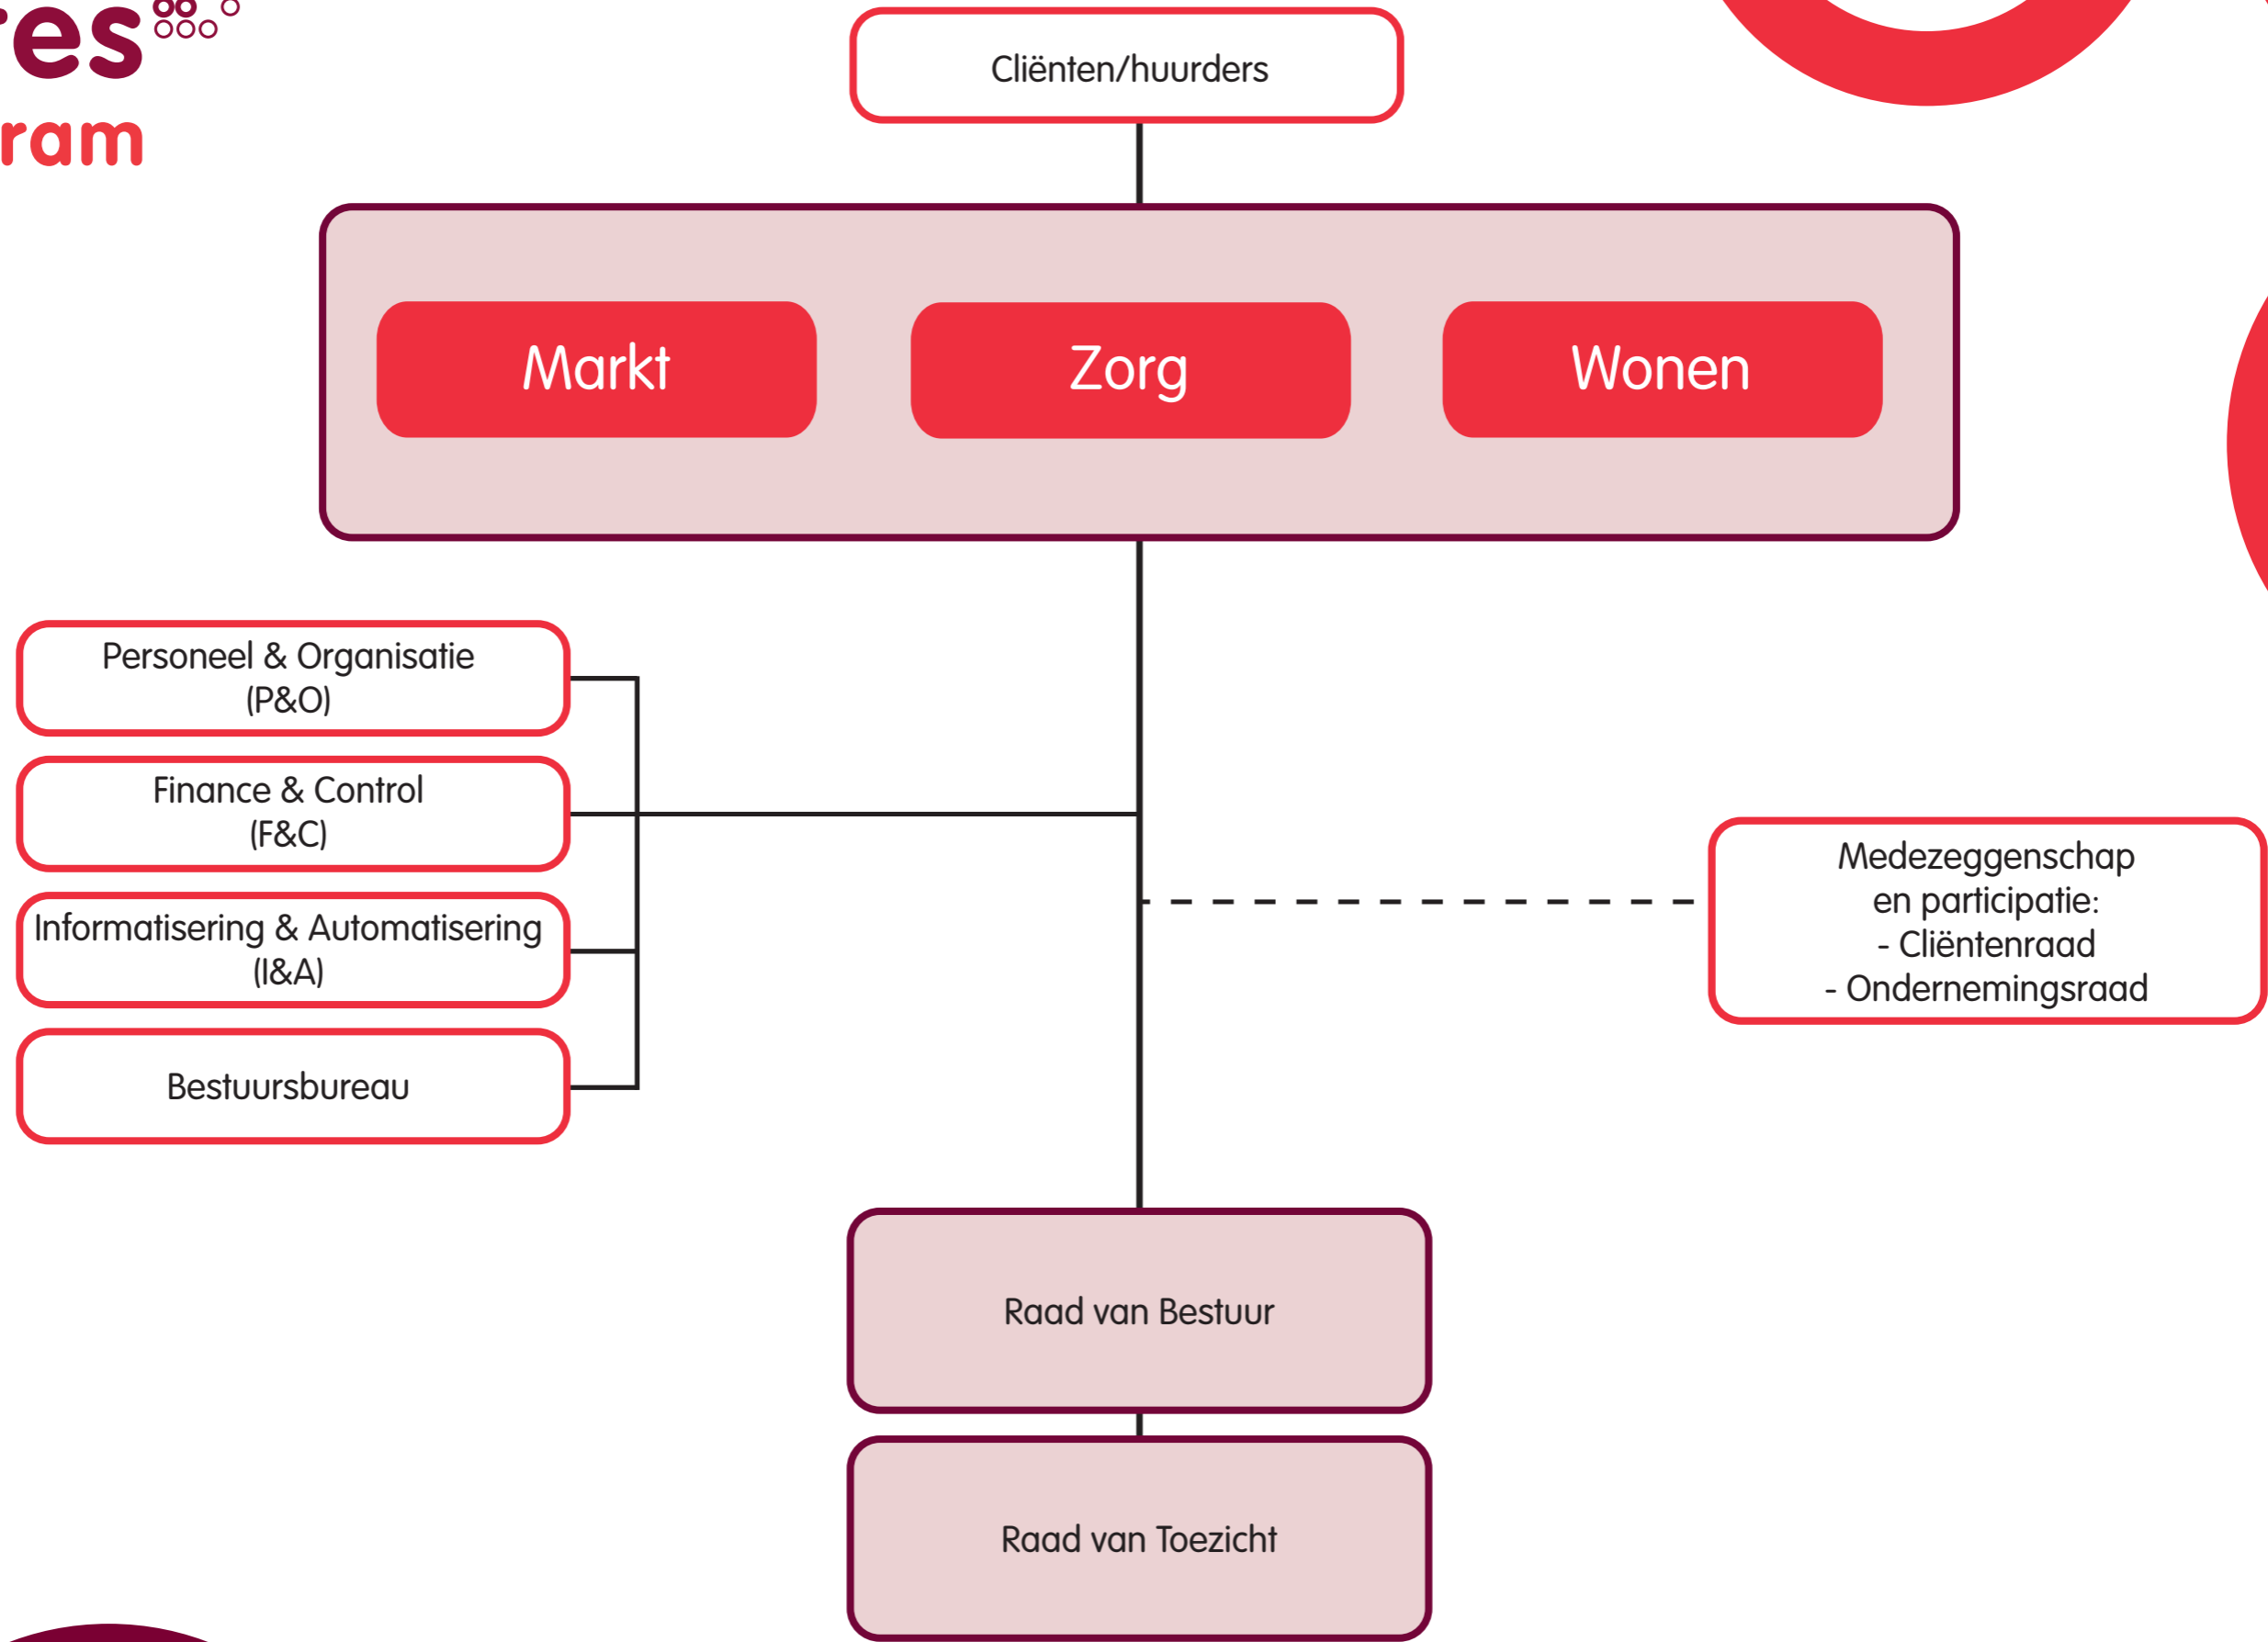 es
ram
Cliënten/huurders
Markt
Zorg
Wonen
Personeel & Organisatie
(P&O)
Finance & Control
(F&C)
Informatisering & Automatisering
(I&A)
Bestuursbureau
Medezeggenschap
en participatie:
- Cliëntenraad
- Ondernemingsraad
Raad van Bestuur
Raad van Toezicht